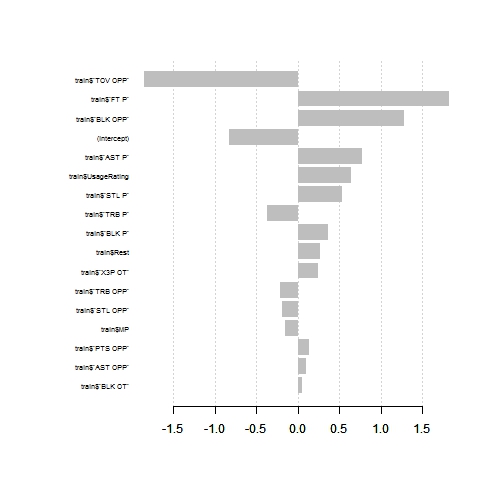 train$`TOV OPP`
train$`FT P`
train$`BLK OPP`
(Intercept)
train$`AST P`
train$UsageRating
train$`STL P`
train$`TRB P`
train$`BLK P`
train$Rest
train$`X3P OT`
train$`TRB OPP`
train$`STL OPP`
train$MP
train$`PTS OPP`
train$`AST OPP`
train$`BLK OT`
-1.5 -1.0 -0.5 0.0 0.5 1.0 1.5